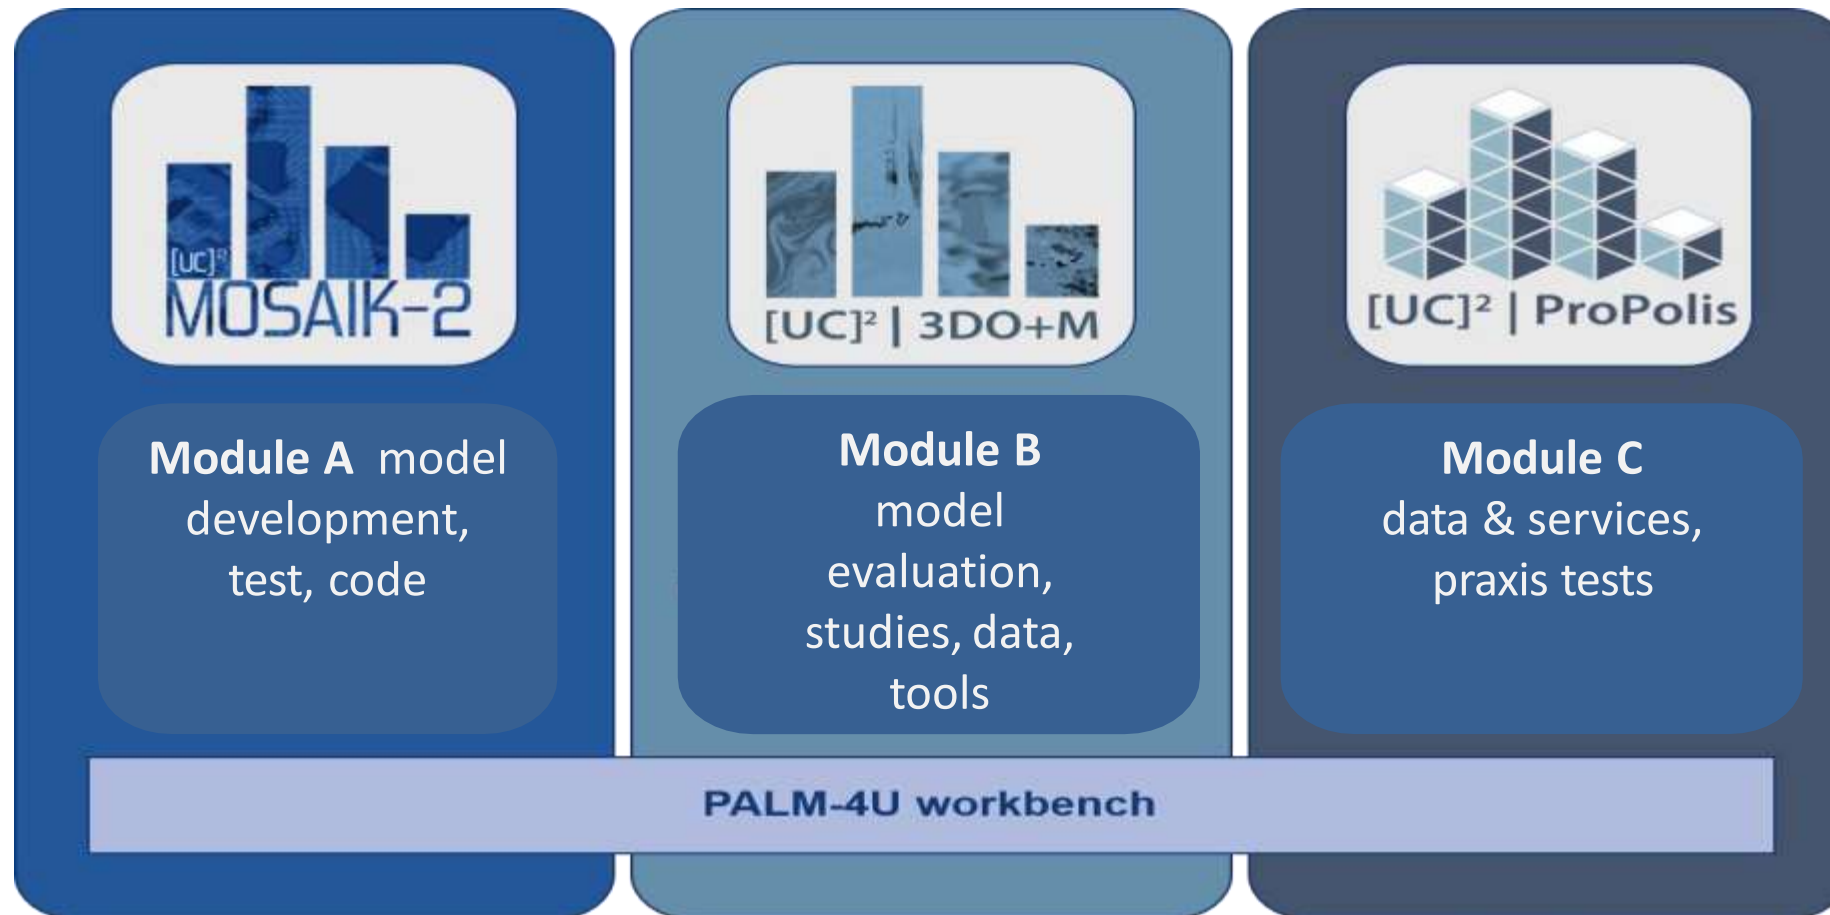 [UC]²
MOSAIK-2
Module A model
development,
test, code
[UC]² | 3DO+M
Module B
model
evaluation,
studies, data,
tools
[UC]² | ProPolis
Module C
data & services,
praxis tests
PALM-4U workbench